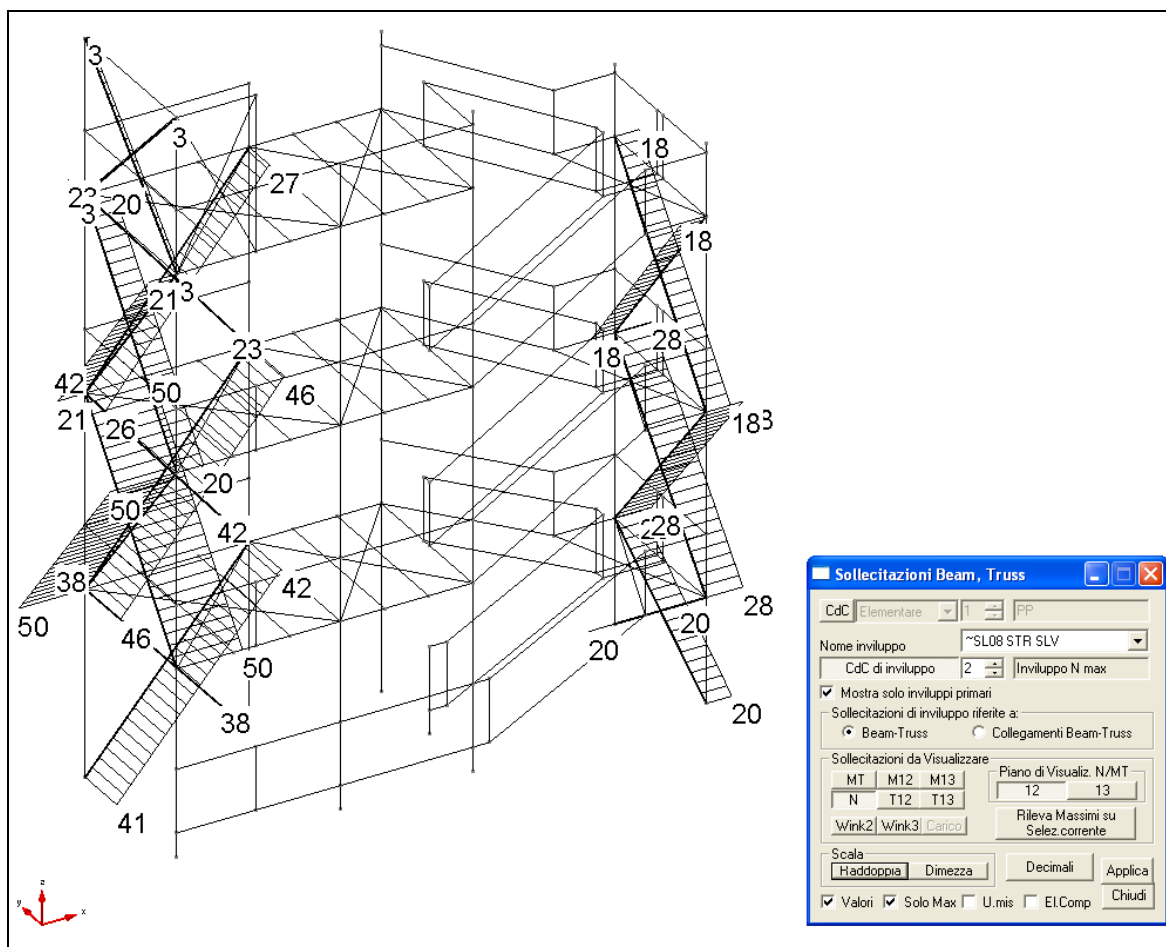 3
3
18
27
23
20
3
18
3
21
23
28
18
42
50
46
21
18
26
20
50
42
28
38
42
28
50
46
20
20
50
38
20
41
z
y
x
Sollecitazioni Beam, Truss
CdC Elementare 1 PP
Nome inviluppo ~SL08 STR SLV
CdC di inviluppo 2 Inviluppo N max
Mostra solo inviluppi primari
Sollecitazioni di inviluppo riferite a:
Beam-Truss Collegamenti Beam-Truss
Sollecitazioni da Visualizzare
MT M12 M13 Piano di Visualiz. N/MT
N T12 T13 12 13
Wink2 Wink3 Carico Rileva Massimi su Selez.corrente
Scala
Haddoppia Dimezza Decimali Applica
Chiudi
Valori Solo Max U.mis El.Comp